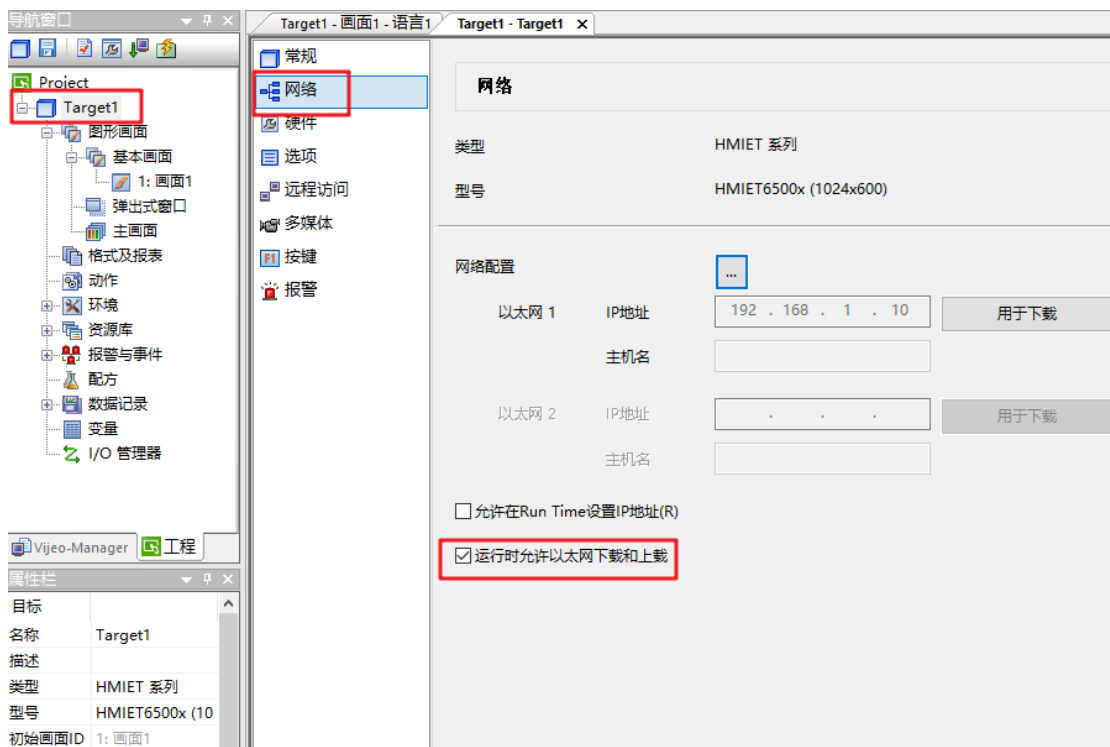 导航窗口
Project
Target1
图形画面
基本画面
1: 画面1
弹出式窗口
主画面
格式及报表
动作
环境
资源库
报警与事件
配方
数据记录
变量
I/O 管理器
Vijeo-Manager
工程
属性栏
目标
名称 Target1
描述
类型 HMIET 系列
型号 HMIET6500x (10
初始画面ID 1: 画面1
Target1 - 画面1 - 语言1
Target1 - Target1
常规
网络
硬件
选项
远程访问
多媒体
F1 按键
报警
网络
类型 HMIET 系列
型号 HMIET6500x (1024x600)
网络配置 ...
以太网 1 IP地址 192 . 168 . 1 . 10 用于下载
主机名
以太网 2 IP地址 . . . 用于下载
主机名
允许在Run Time设置IP地址(R)
运行时允许以太网下载和上载